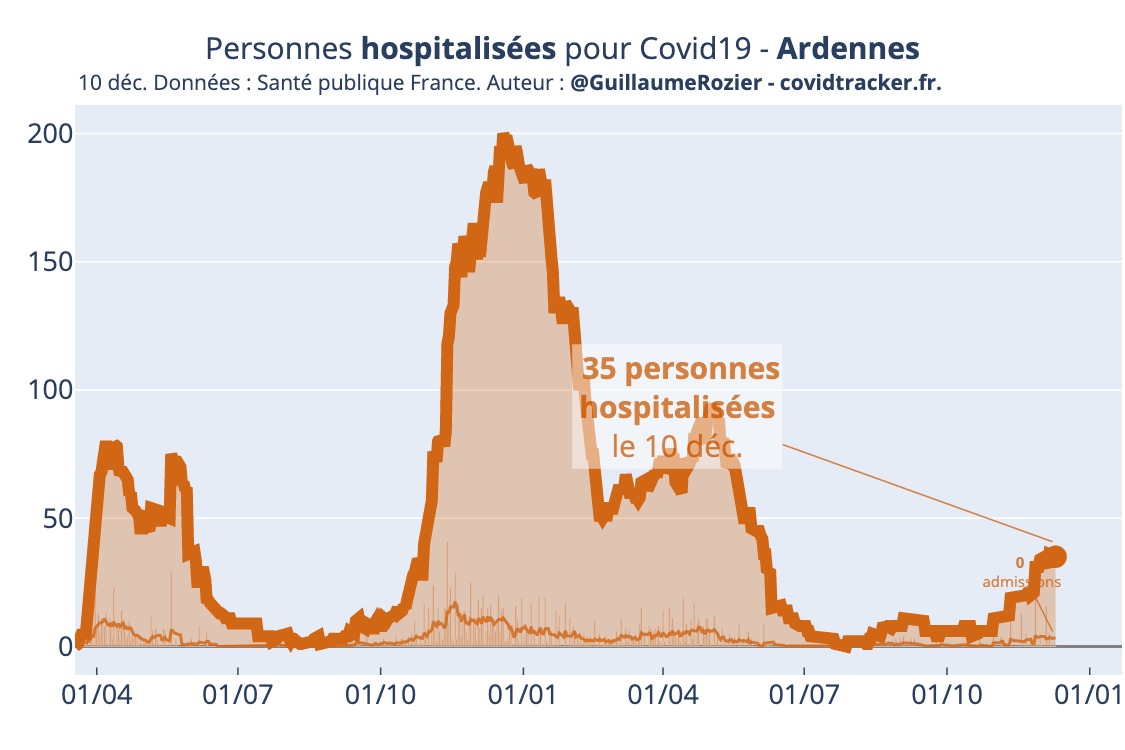 Personnes hospitalisées pour Covid19 - Ardennes
10 déc. Données : Santé publique France. Auteur : @GuillaumeRozier - covidtracker.fr.
200
150
100
50
0
35 personnes
hospitalisées
le 10 déc.
0
admissions
01/04 01/07 01/10 01/01 01/04 01/07 01/10 01/01